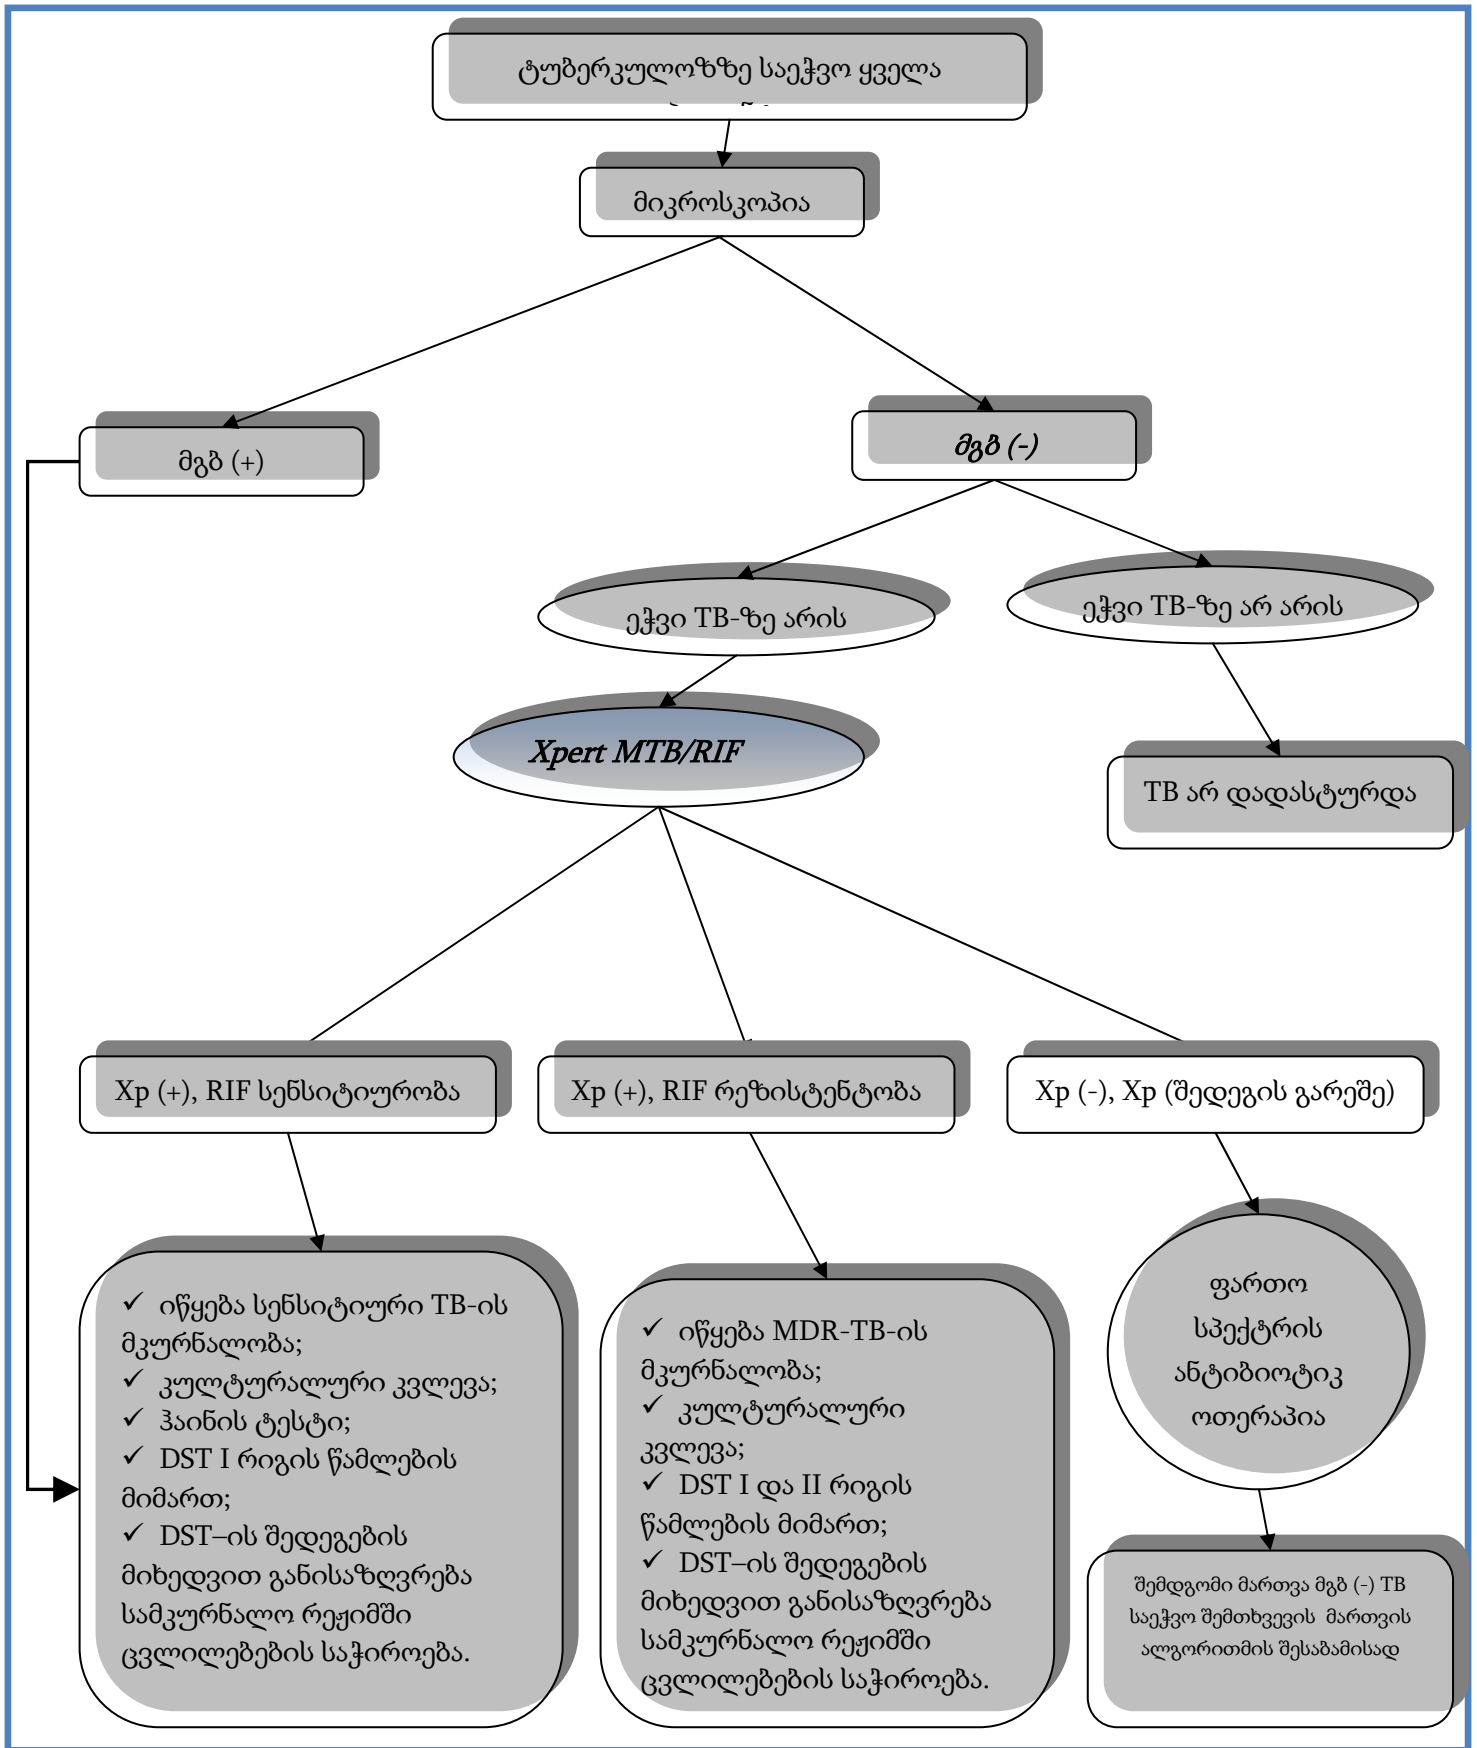 ტუბერკულოზზე საეჭვო ყველა
მიკროსკოპია
მგბ (+)
მგბ (-)
ეჭვი TB-ზე არის
ეჭვი TB-ზე არ არის
Xpert MTB/RIF
TB არ დადასტურდა
Xp (+), RIF სენსიტიურობა
Xp (+), RIF რეზისტენტობა
Xp (-), Xp (შედეგის გარეშე)
✓ იწყება სენსიტიური TB-ის
მკურნალობა;
✓ კულტურალური კვლევა;
✓ ჰაინის ტესტი;
✓ DST I რიგის წამლების
მიმართ;
✓ DST–ის შედეგების
მიხედვით განისაზღვრება
სამკურნალო რეჟიმში
ცვლილებების საჭიროება.
✓ იწყება MDR-TB-ის
მკურნალობა;
✓ კულტურალური
კვლევა;
✓ DST I და II რიგის
წამლების მიმართ;
✓ DST–ის შედეგების
მიხედვით განისაზღვრება
სამკურნალო რეჟიმში
ცვლილებების საჭიროება.
ფართო
სპექტრის
ანტიბიოტიკ
ოთერაპია
შემდგომი მართვა მგბ (-) TB
საეჭვო შემთხვევის მართვის
ალგორითმის შესაბამისად